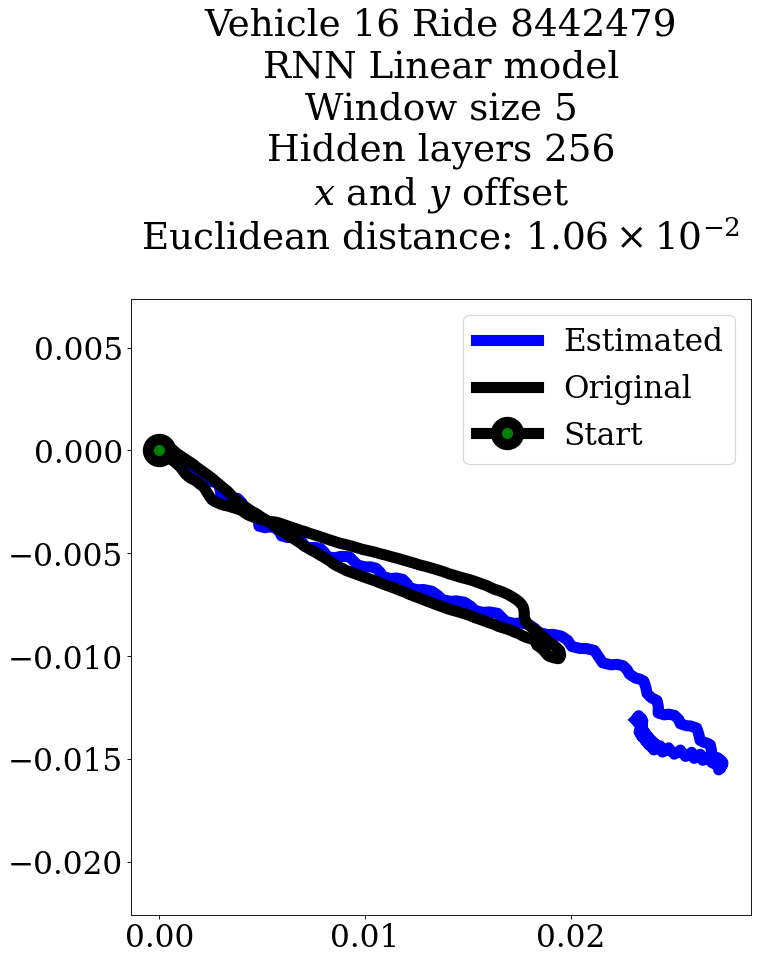 Vehicle 16 Ride 8442479
RNN Linear model
Window size 5
Hidden layers 256
x and y offset
Euclidean distance: 1.06 × 10⁻²
Estimated
Original
Start
0.005
0.000
−0.005
−0.010
−0.015
−0.020
0.00 0.01 0.02